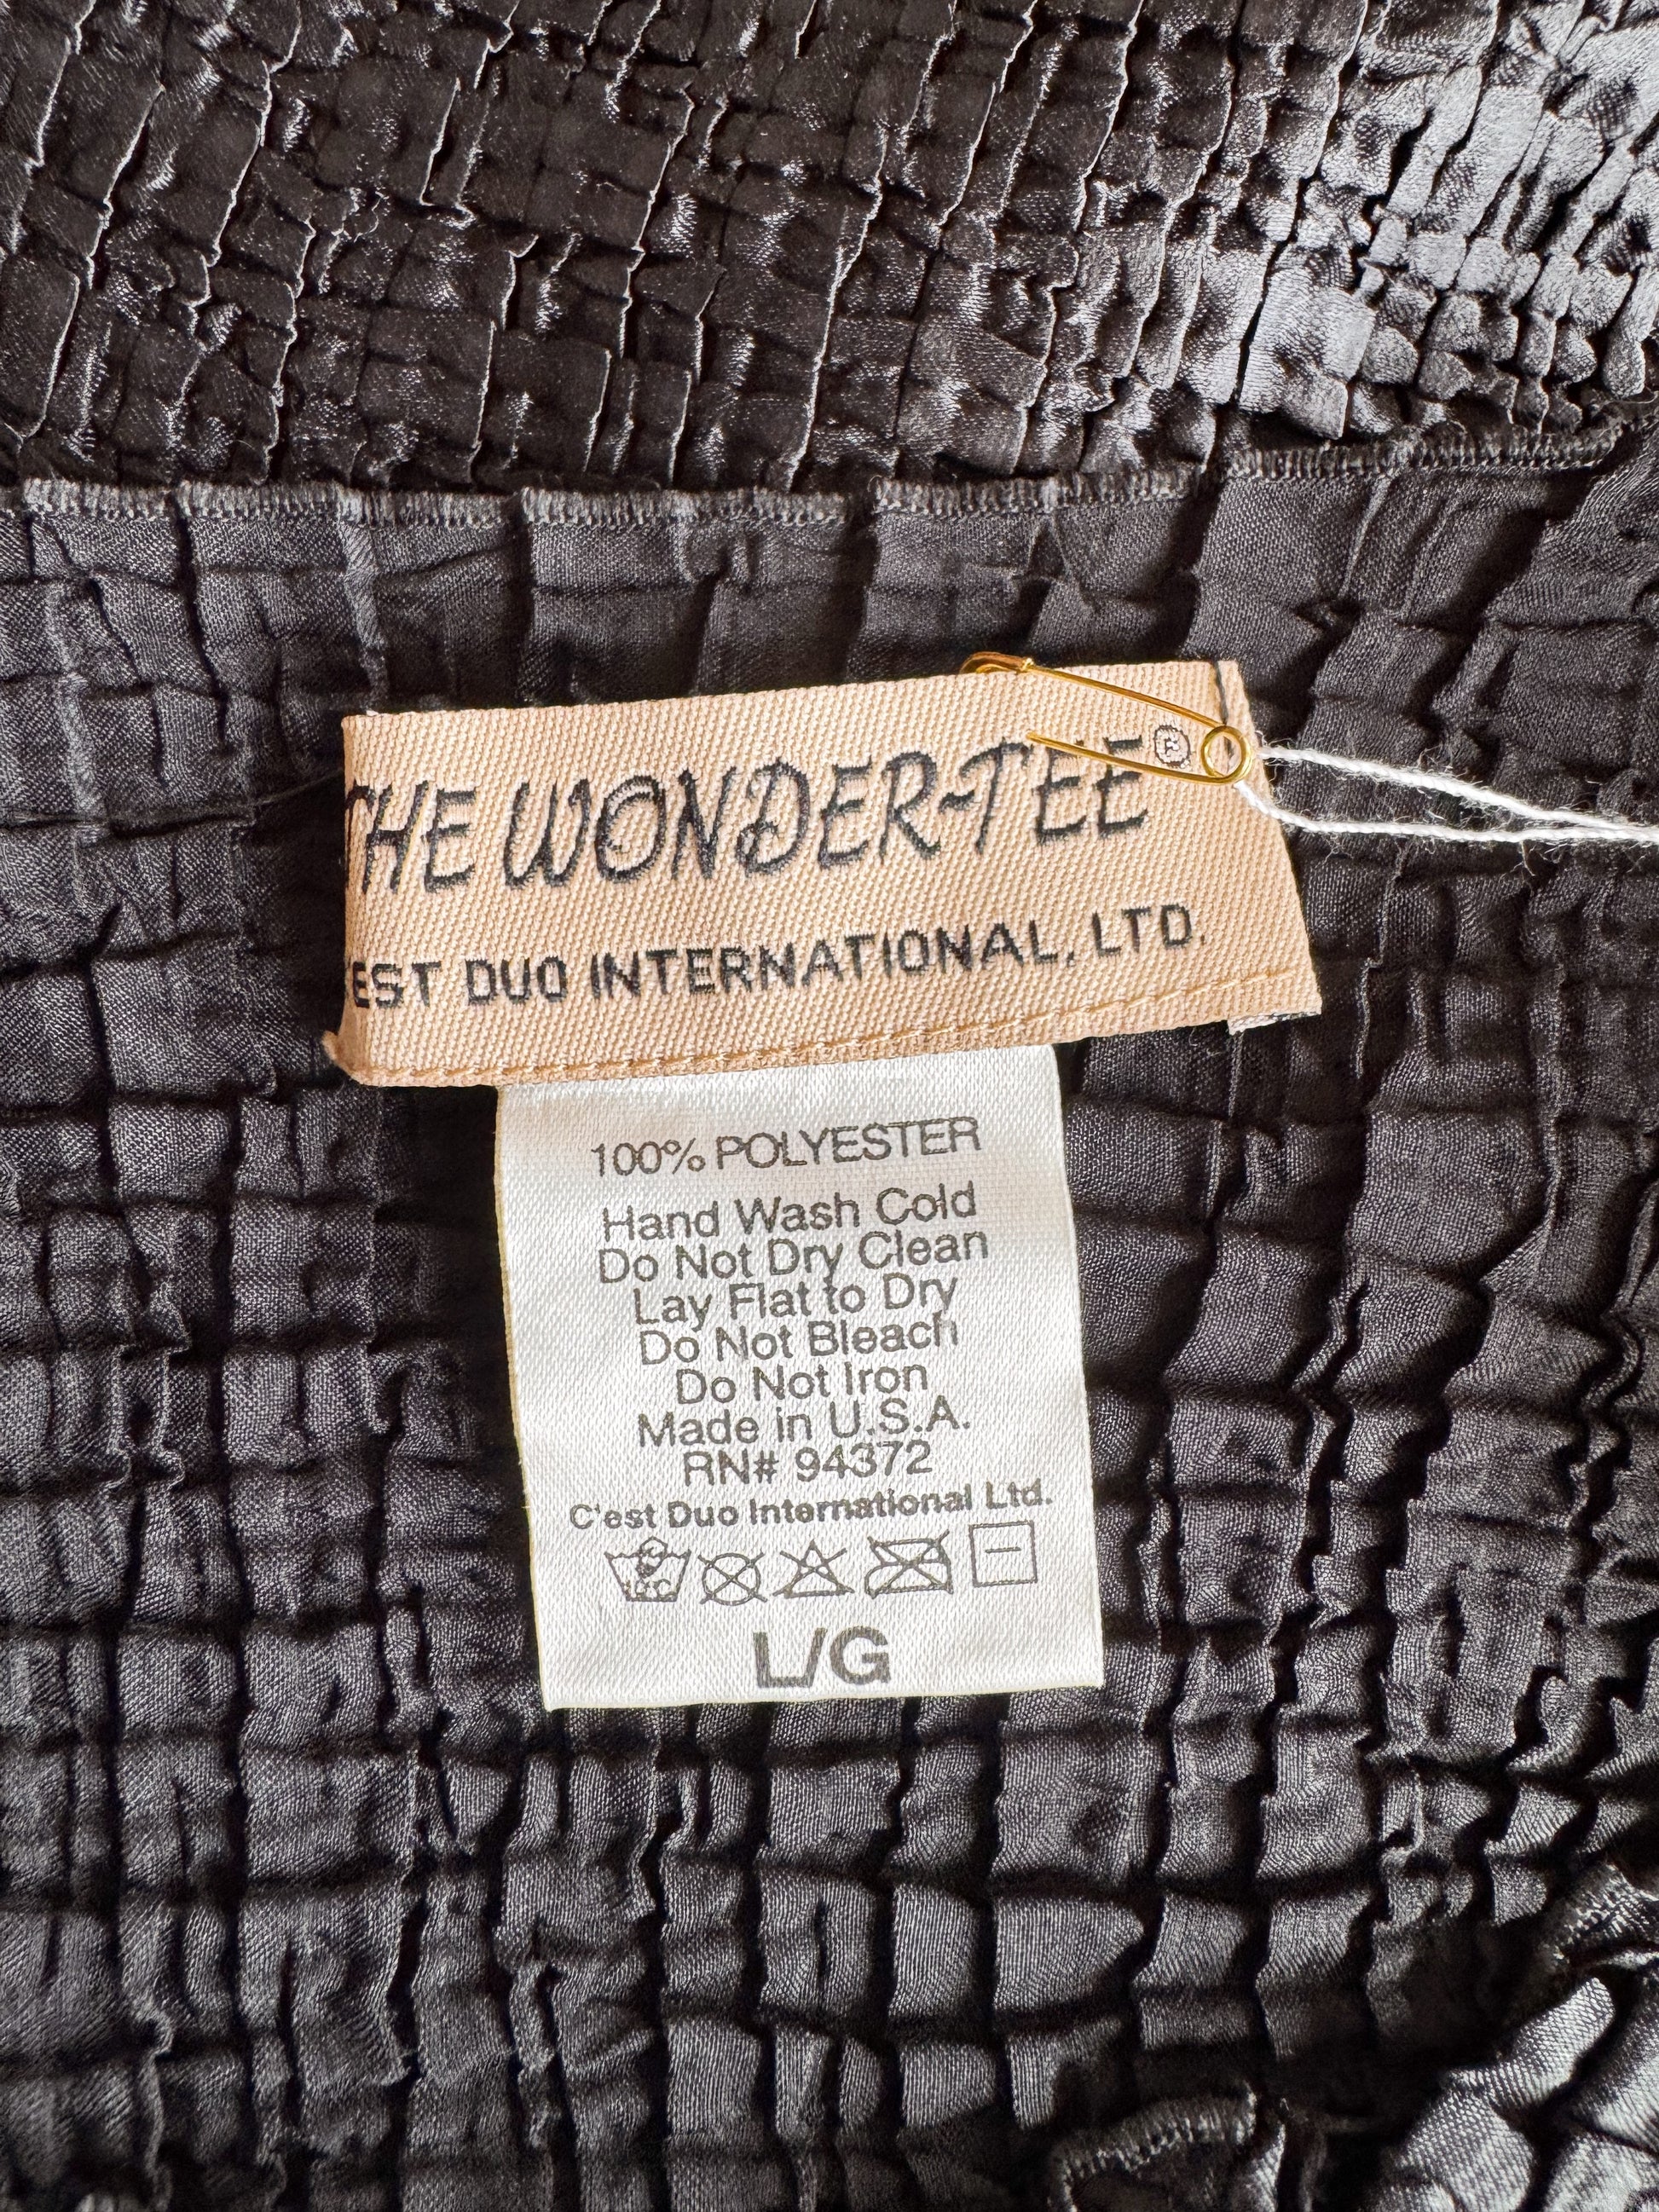 THE WONDER-TEE®
EST DUO INTERNATIONAL, LTD.
100% POLYESTER
Hand Wash Cold
Do Not Dry Clean
Lay Flat to Dry
Do Not Bleach
Do Not Iron
Made in U.S.A.
RN# 94372
C'est Duo International Ltd.
L/G